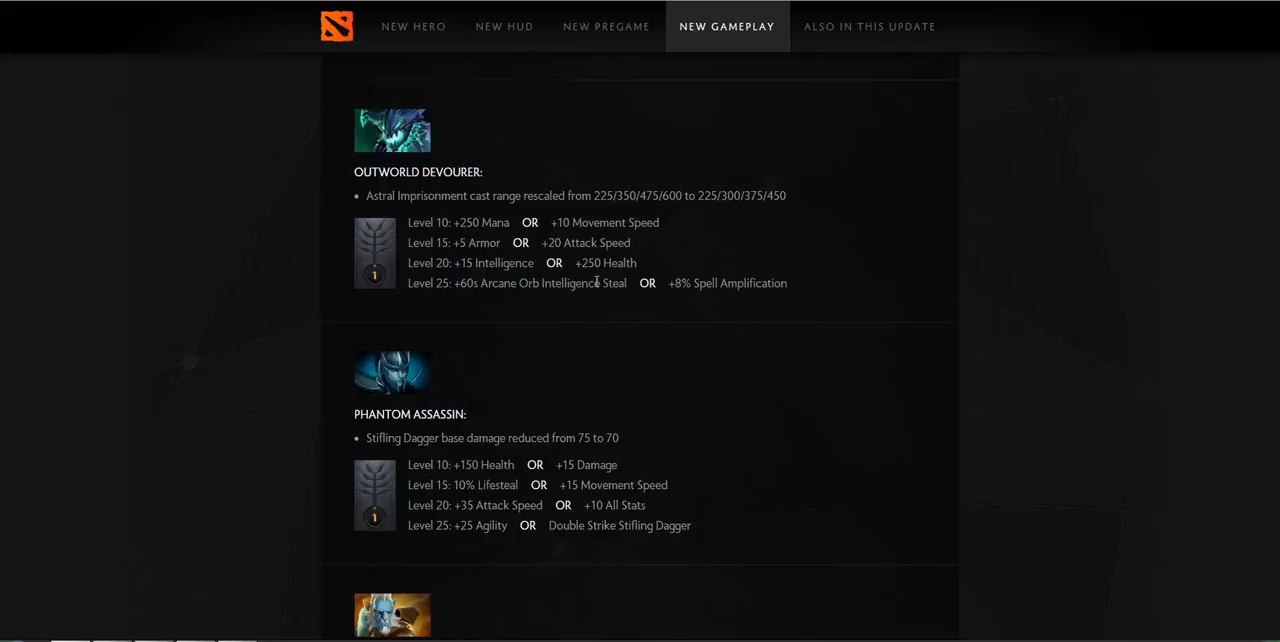 NEW HERO NEW HUD NEW PREGAME NEW GAMEPLAY ALSO IN THIS UPDATE
OUTWORLD DEVOURER:
• Astral Imprisonment cast range rescaled from 225/350/475/600 to 225/300/375/450
Level 10: +250 Mana OR +10 Movement Speed
Level 15: +5 Armor OR +20 Attack Speed
Level 20: +15 Intelligence OR +250 Health
1
Level 25: +60s Arcane Orb Intelligence Steal OR +8% Spell Amplification
PHANTOM ASSASSIN:
• Stifling Dagger base damage reduced from 75 to 70
Level 10: +150 Health OR +15 Damage
Level 15: 10% Lifesteal OR +15 Movement Speed
Level 20: +35 Attack Speed OR +10 All Stats
1
Level 25: +25 Agility OR Double Strike Stifling Dagger